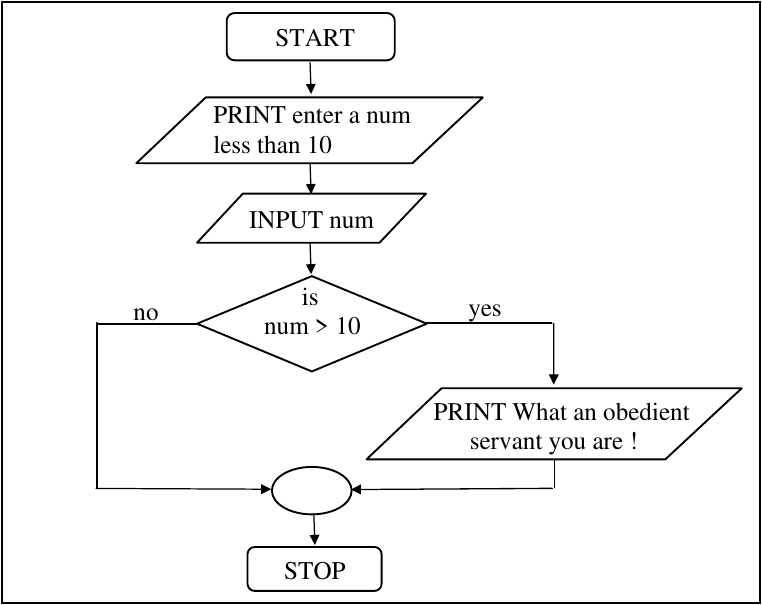 START
PRINT enter a num
less than 10
INPUT num
is
num > 10
no
yes
PRINT What an obedient
servant you are !
STOP